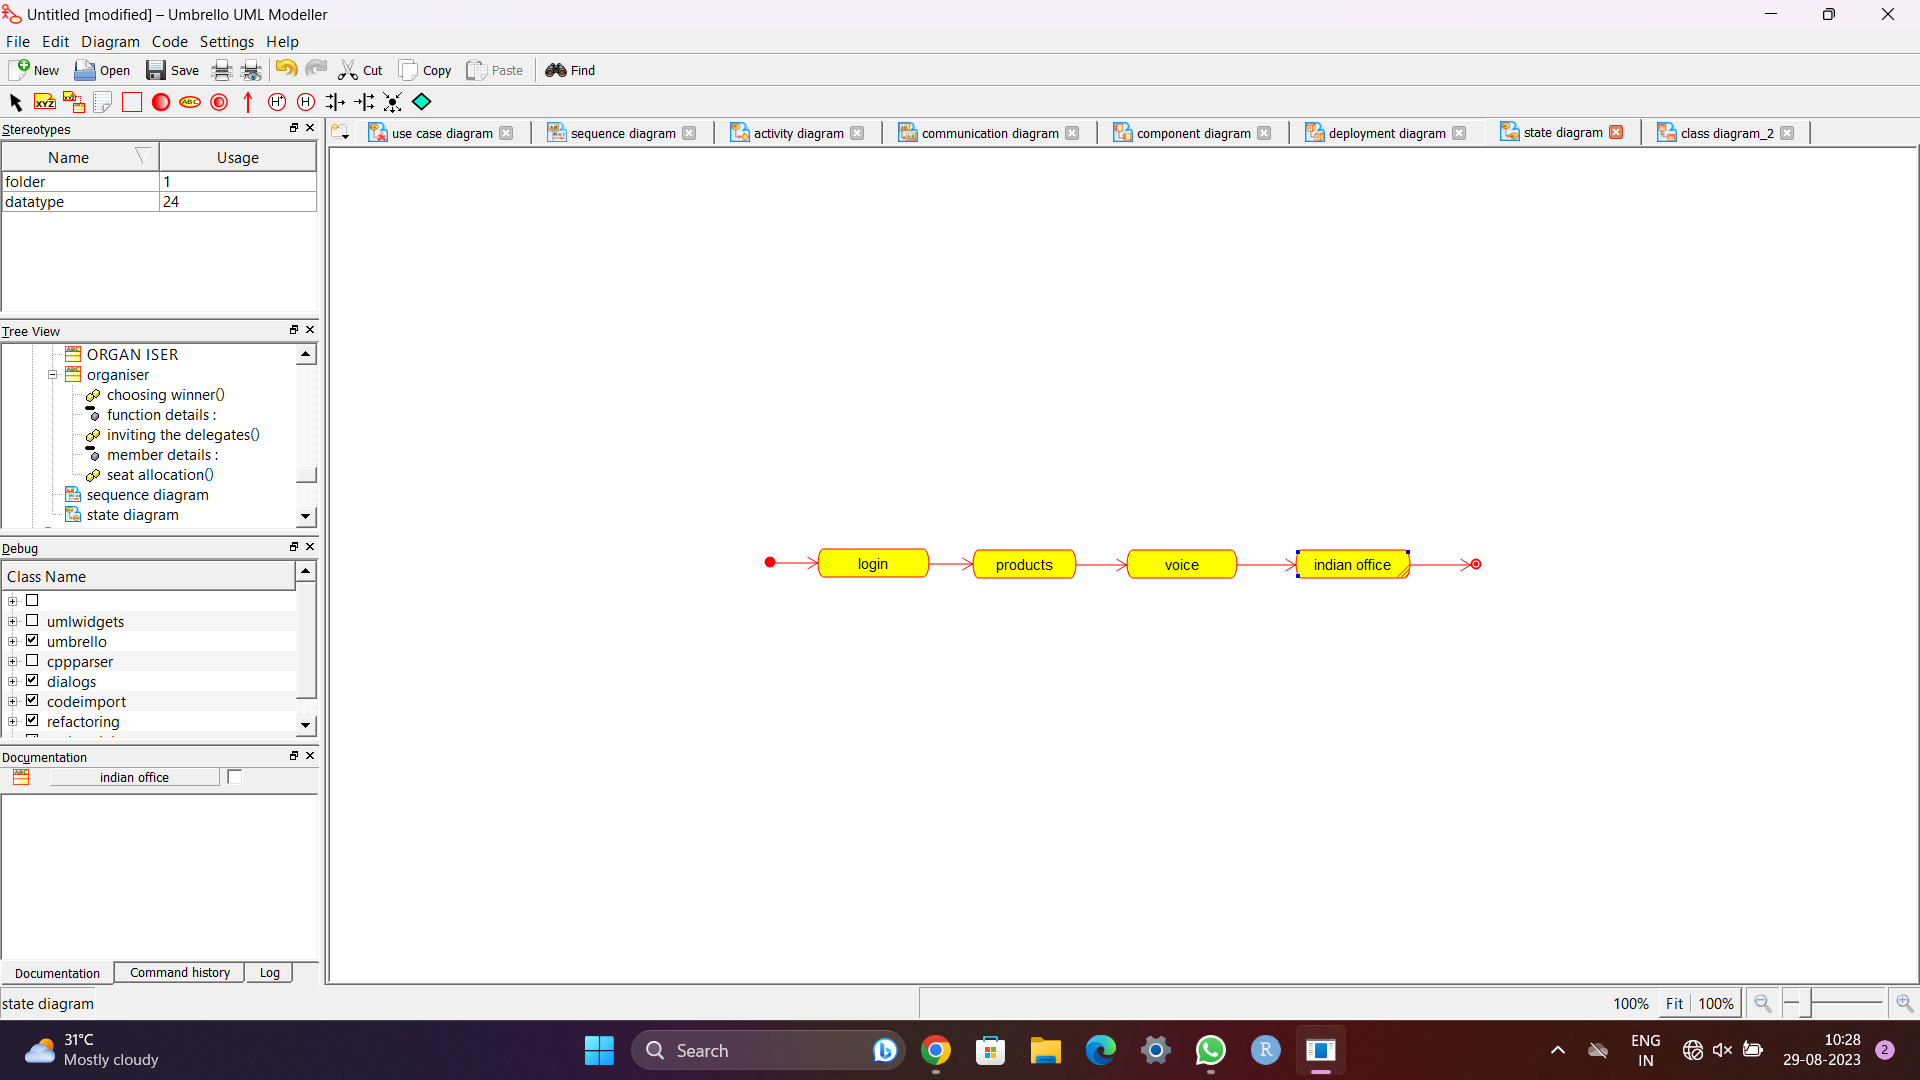 Untitled [modified] – Umbrello UML Modeller
File Edit Diagram Code Settings Help
New Open Save Cut Copy Paste Find
XYZ XYZ ABC H* H
Stereotypes
use case diagram sequence diagram activity diagram communication diagram component diagram deployment diagram state diagram class diagram_2
Name Usage
folder 1
datatype 24
Tree View
ORGAN ISER
organiser
choosing winner()
function details :
inviting the delegates()
member details :
seat allocation()
sequence diagram
state diagram
login products voice indian office
Debug
Class Name
umlwidgets
umbrello
cppparser
dialogs
codeimport
refactoring
Documentation
indian office
Documentation Command history Log
state diagram 100% Fit 100%
31°C
Mostly cloudy
Search
R
ENG
IN
10:28
29-08-2023
2